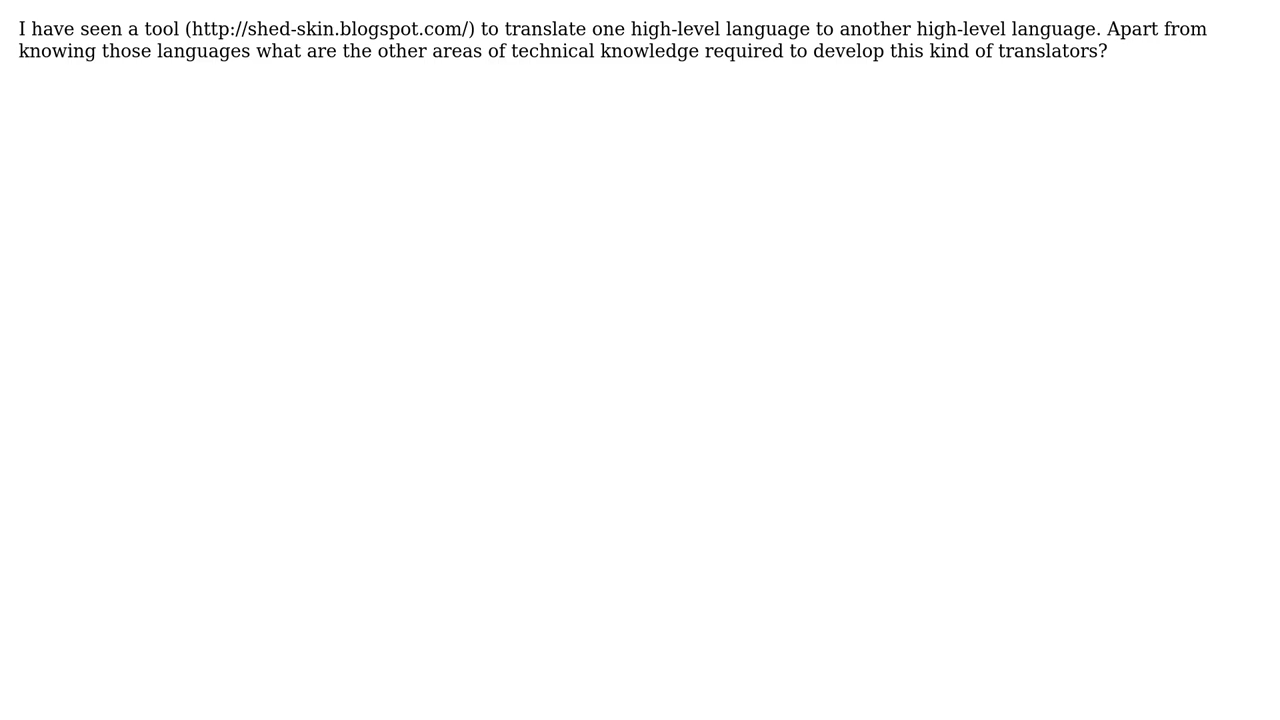 I have seen a tool (http://shed-skin.blogspot.com/) to translate one high-level language to another high-level language. Apart from
knowing those languages what are the other areas of technical knowledge required to develop this kind of translators?